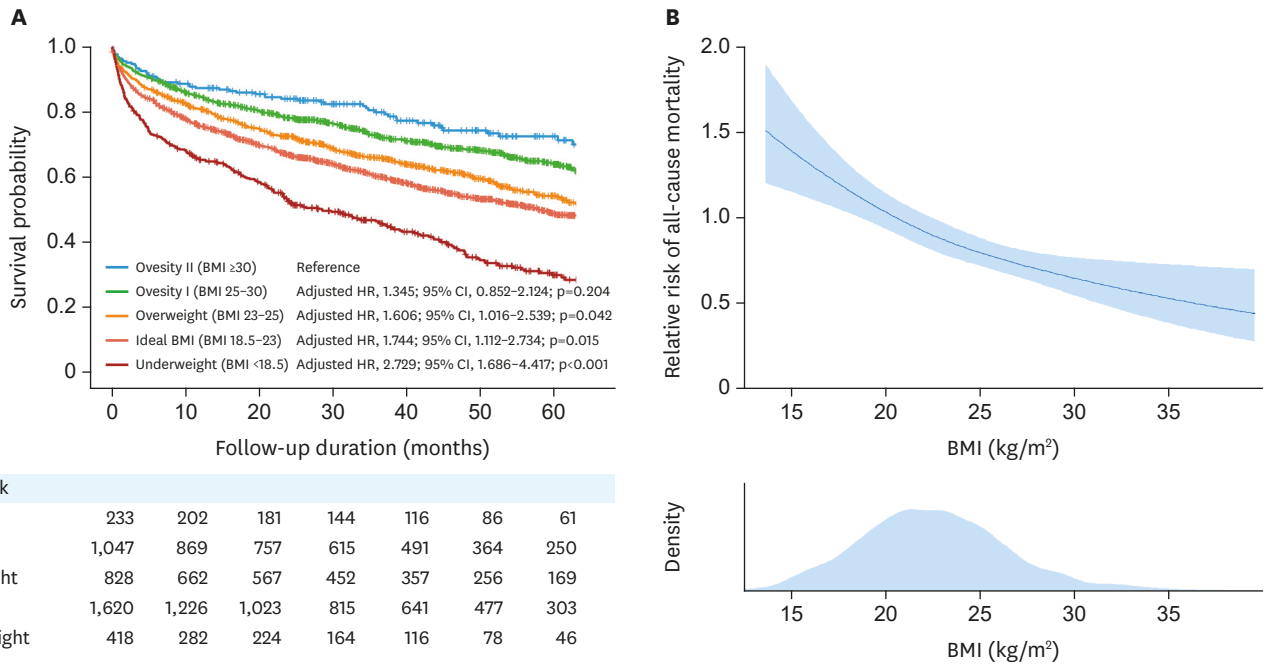 A
1.0
0.8
0.6
0.4
0.2
0
Survival probability
Ovesity II (BMI ≥30) Reference
Ovesity I (BMI 25–30) Adjusted HR, 1.345; 95% CI, 0.852–2.124; p=0.204
Overweight (BMI 23–25) Adjusted HR, 1.606; 95% CI, 1.016–2.539; p=0.042
Ideal BMI (BMI 18.5–23) Adjusted HR, 1.744; 95% CI, 1.112–2.734; p=0.015
Underweight (BMI <18.5) Adjusted HR, 2.729; 95% CI, 1.686–4.417; p<0.001
0 10 20 30 40 50 60
Follow-up duration (months)
k
233 202 181 144 116 86 61
1,047 869 757 615 491 364 250
ht 828 662 567 452 357 256 169
1,620 1,226 1,023 815 641 477 303
ight 418 282 224 164 116 78 46
B
2.0
1.5
1.0
0.5
0
Relative risk of all-cause mortality
15 20 25 30 35
BMI (kg/m²)
Density
15 20 25 30 35
BMI (kg/m²)